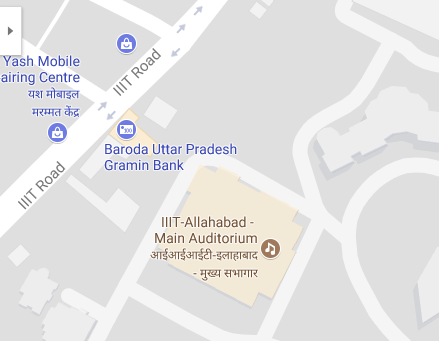 Yash Mobile
airing Centre
यश मोबाइल
मरम्मत केंद्र
IIIT Road
Baroda Uttar Pradesh
Gramin Bank
IIIT Road
IIIT-Allahabad -
Main Auditorium
आईआईआईटी-इलाहाबाद
- मुख्य सभागार